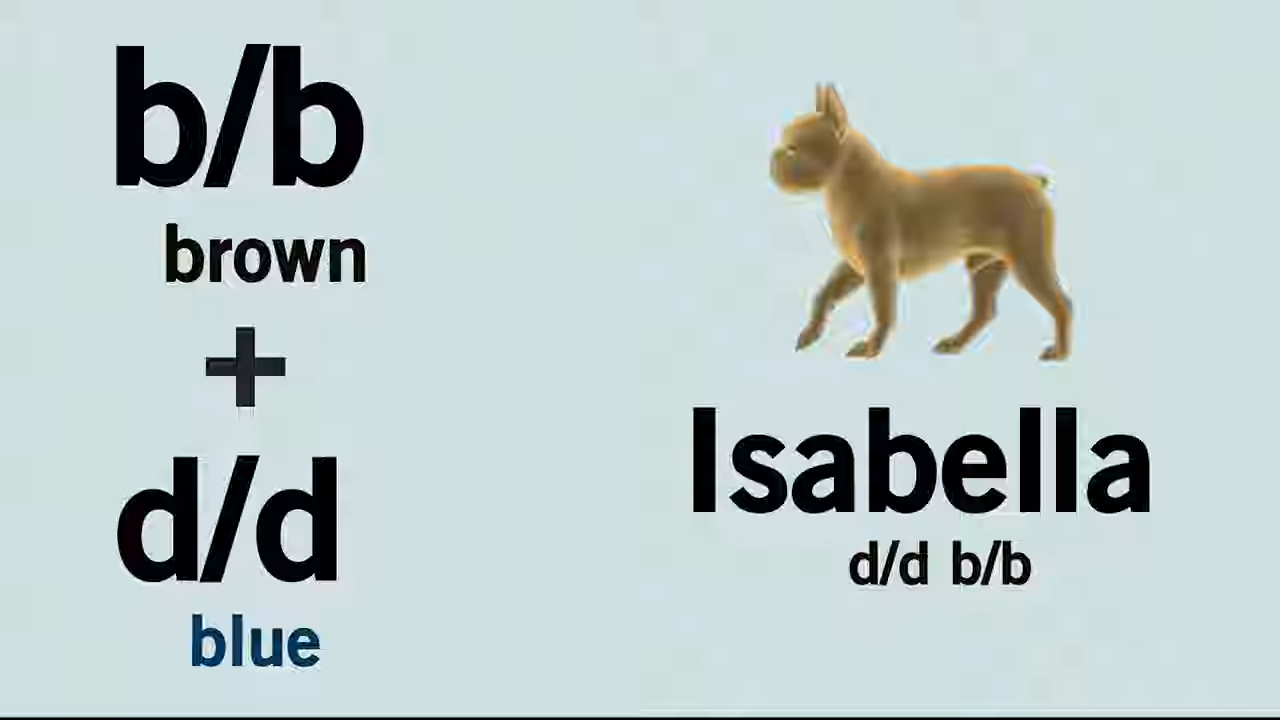 b/b
brown
+
d/d
blue
Isabella
d/d b/b